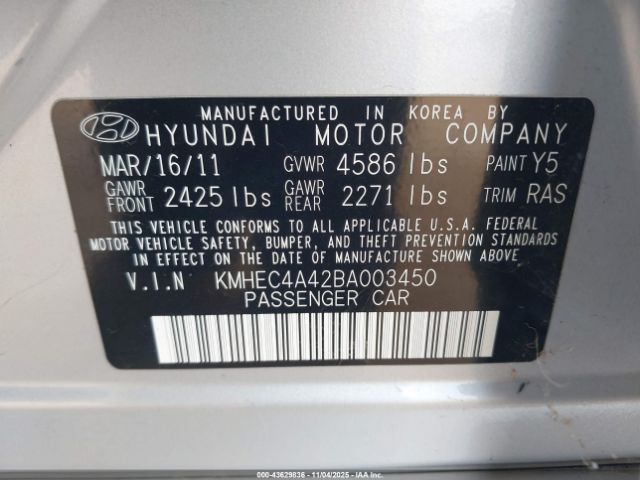 MANUFACTURED IN KOREA BY
HYUNDAI MOTOR COMPANY
MAR/16/11 GVWR 4586 lbs PAINT Y5
GAWR FRONT 2425 lbs GAWR REAR 2271 lbs TRIM RAS
THIS VEHICLE CONFORMS TO ALL APPLICABLE U.S.A. FEDERAL
MOTOR VEHICLE SAFETY, BUMPER, AND THEFT PREVENTION STANDARDS
IN EFFECT ON THE DATE OF MANUFACTURE SHOWN ABOVE
V.I.N KMHEC4A42BA003450
PASSENGER CAR
000-43629836 - 11/04/2025 - IAAI.COM